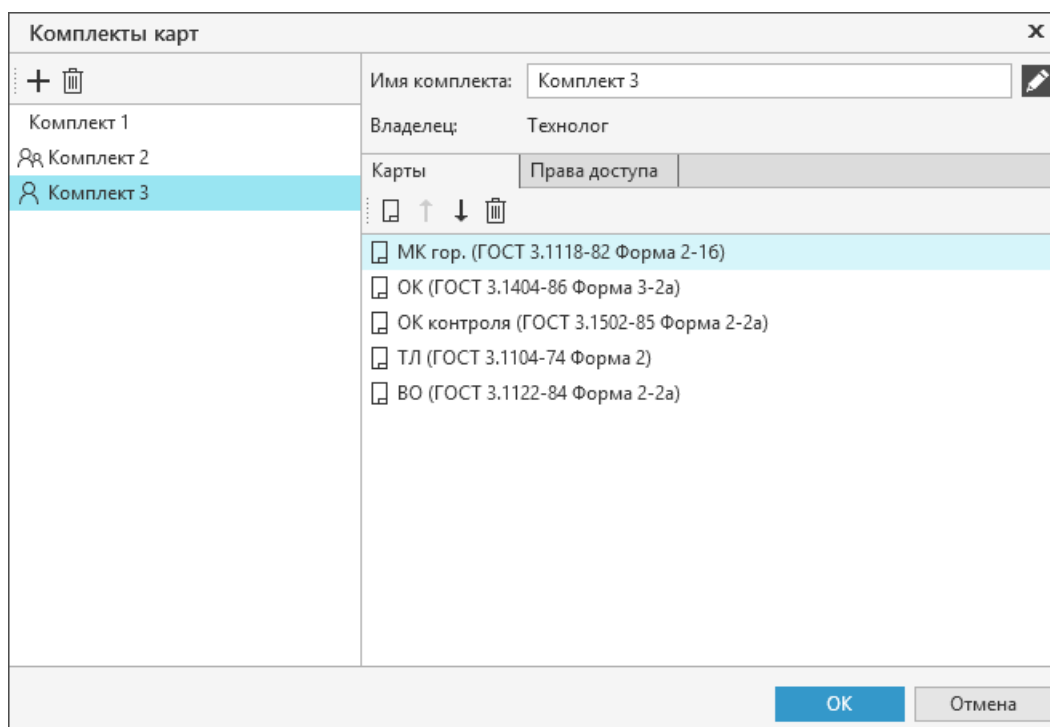 Комплекты карт
Комплект 1
Комплект 2
Комплект 3
Имя комплекта: Комплект 3
Владелец: Технолог
Карты Права доступа
МК гор. (ГОСТ 3.1118-82 Форма 2-1б)
ОК (ГОСТ 3.1404-86 Форма 3-2а)
ОК контроля (ГОСТ 3.1502-85 Форма 2-2а)
ТЛ (ГОСТ 3.1104-74 Форма 2)
ВО (ГОСТ 3.1122-84 Форма 2-2а)
ОК Отмена